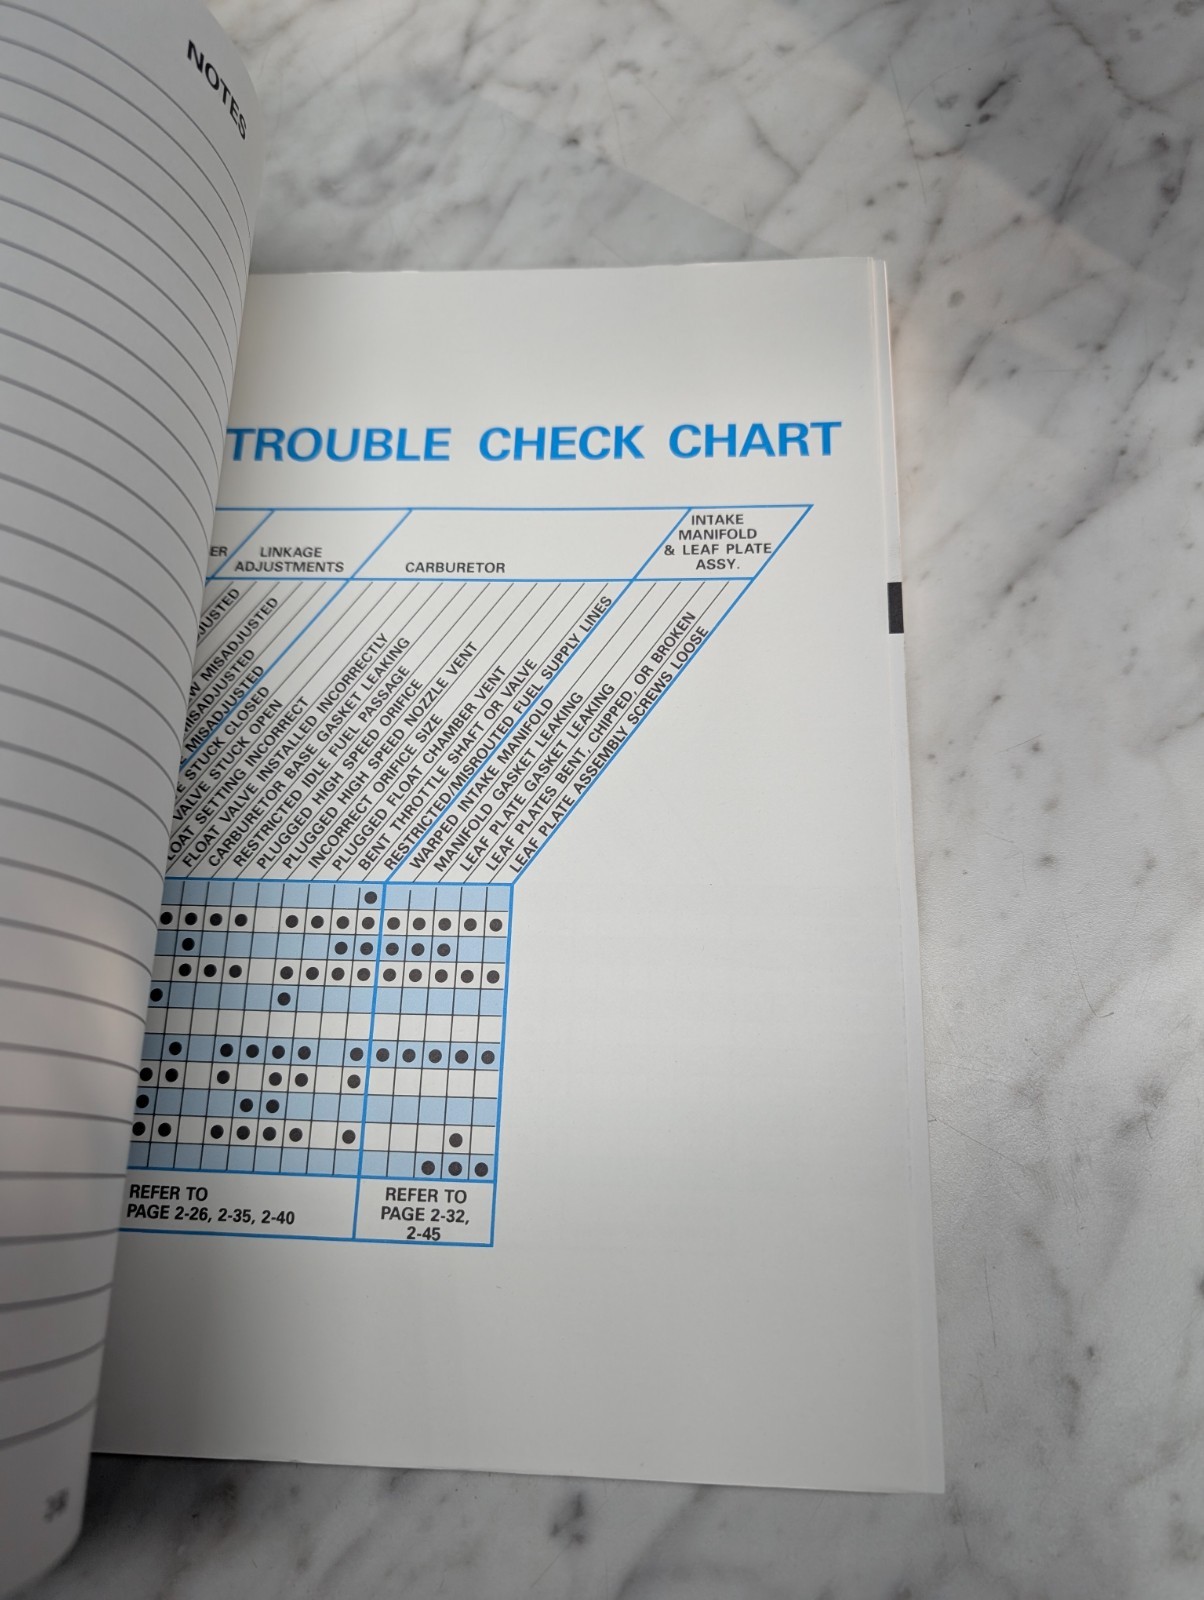 NOTES
TROUBLE CHECK CHART
LINKAGE
ADJUSTMENTS
CARBURETOR
INTAKE
MANIFOLD
& LEAF PLATE
ASSY.
MISADJUSTED
MISADJUSTED
MISADJUSTED
STUCK CLOSED
VALVE STUCK OPEN
SETTING INCORRECT
FLOAT VALVE INSTALLED INCORRECTLY
CARBURETOR BASE GASKET LEAKING
RESTRICTED IDLE FUEL PASSAGE
PLUGGED HIGH SPEED ORIFICE
PLUGGED HIGH SPEED NOZZLE VENT
INCORRECT ORIFICE SIZE
PLUGGED FLOAT CHAMBER VENT
BENT THROTTLE SHAFT OR VALVE
RESTRICTED/MISROUTED FUEL SUPPLY LINES
WARPED INTAKE MANIFOLD
MANIFOLD GASKET LEAKING
LEAF PLATE GASKET LEAKING
LEAF PLATES BENT, CHIPPED, OR BROKEN
LEAF PLATE ASSEMBLY SCREWS LOOSE
REFER TO
PAGE 2-26, 2-35, 2-40
REFER TO
PAGE 2-32,
2-45